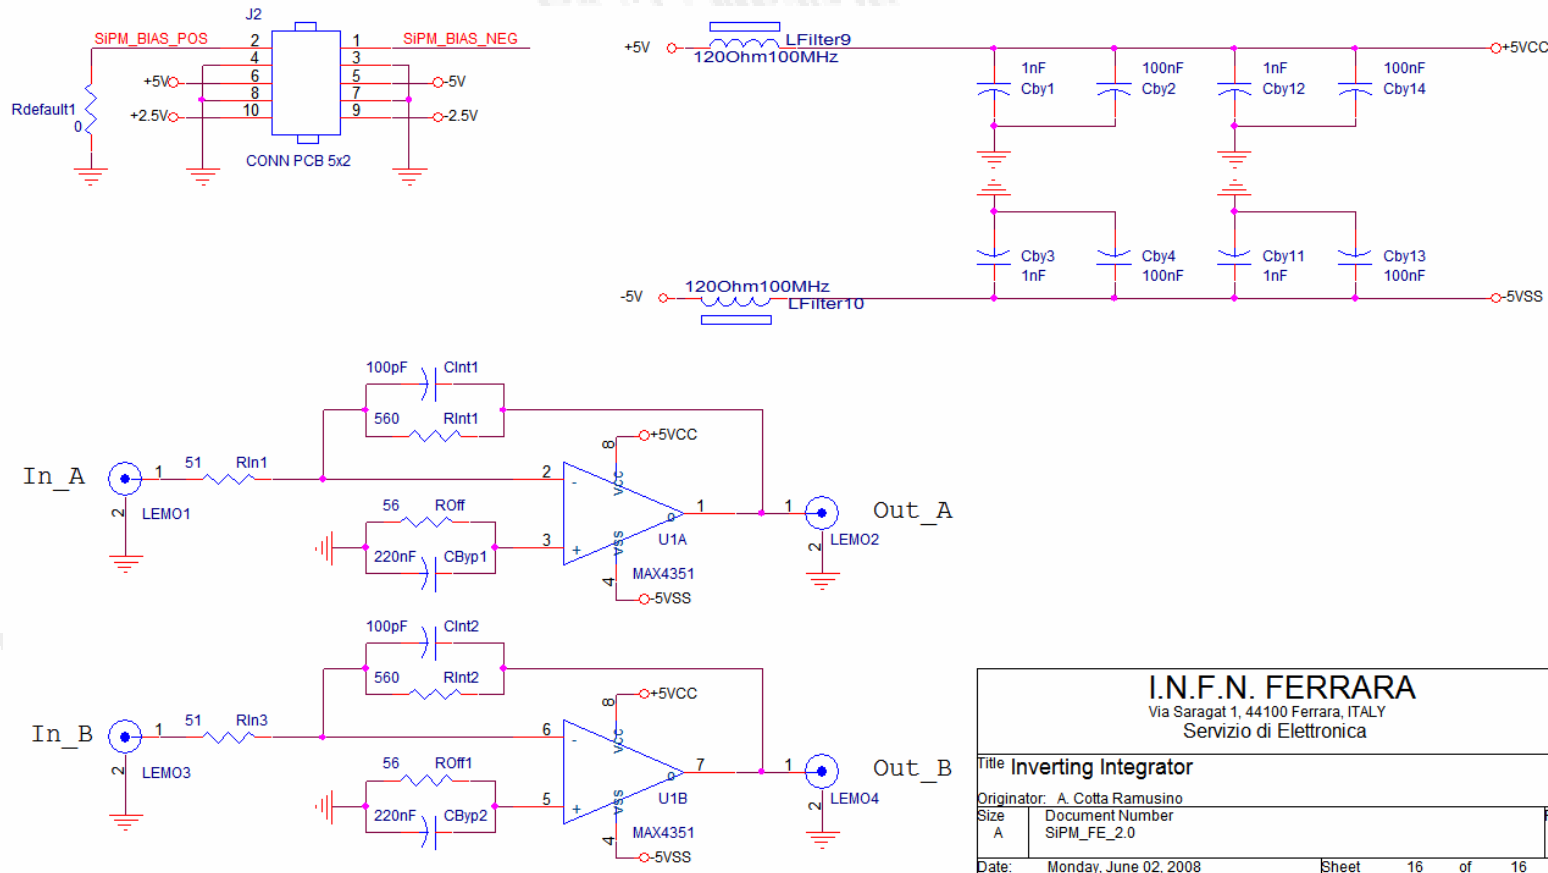 J2
SiPM_BIAS_POS 2 1 SiPM_BIAS_NEG
4 3
+5V 6 5 -5V
8 7
+2.5V 10 9 -2.5V
Rdefault1
0
CONN PCB 5x2
+5V LFilter9 +5VCC
120Ohm100MHz
1nF 100nF 1nF 100nF
Cby1 Cby2 Cby12 Cby14
Cby3 Cby4 Cby11 Cby13
1nF 100nF 1nF 100nF
120Ohm100MHz
-5V LFilter10 -5VSS
100pF CInt1
560 RInt1
8 +5VCC
In_A 1 51 RIn1 2 - VCC
2 LEMO1
56 ROff
o 1 1 Out_A
3 + VSS U1A 2 LEMO2
220nF CByp1
4 MAX4351
-5VSS
100pF CInt2
560 RInt2
8 +5VCC
In_B 1 51 RIn3 6 - VCC
2 LEMO3
56 ROff1
o 7 1 Out_B
5 + VSS U1B 2 LEMO4
220nF CByp2
4 MAX4351
-5VSS
I.N.F.N. FERRARA
Via Saragat 1, 44100 Ferrara, ITALY
Servizio di Elettronica
Title Inverting Integrator
Originator: A. Cotta Ramusino
Size Document Number
A SiPM_FE_2.0
Date: Monday, June 02, 2008 Sheet 16 of 16